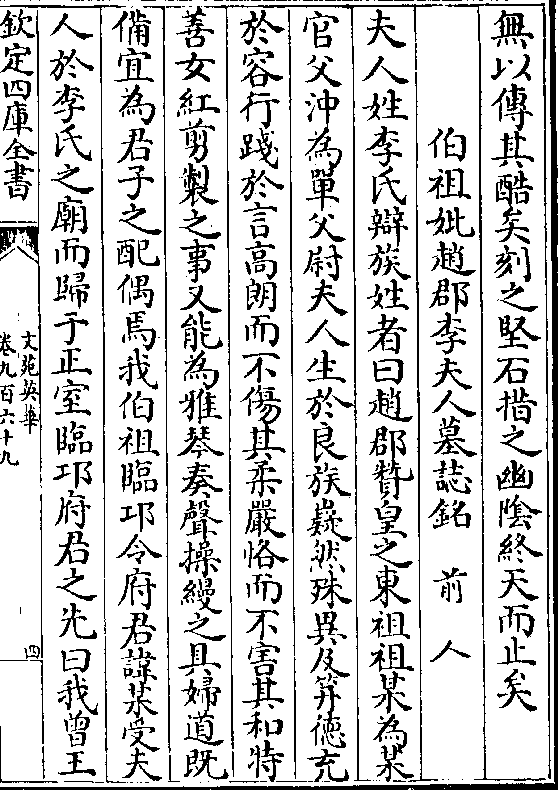 無以傳其酷矣刻之堅石措之幽陰終天而止矣
伯祖妣趙郡李夫人墓誌銘　前人
夫人姓李氏辯族姓者曰趙郡贊皇之東祖祖某為某
官父沖為單父尉夫人生於良族嶷然殊異及笄德充
於容行踐於言高朗而不傷其柔嚴恪而不害其和特
善女紅剪製之事又能為雅琴奏聲操縵之具婦道既
備宜為君子之配偶焉我伯祖臨邛令府君諱某受夫
人於李氏之廟而歸于正室臨邛府君之先曰我曾王
欽定四庫全書
文苑英華
卷九百六十九
四